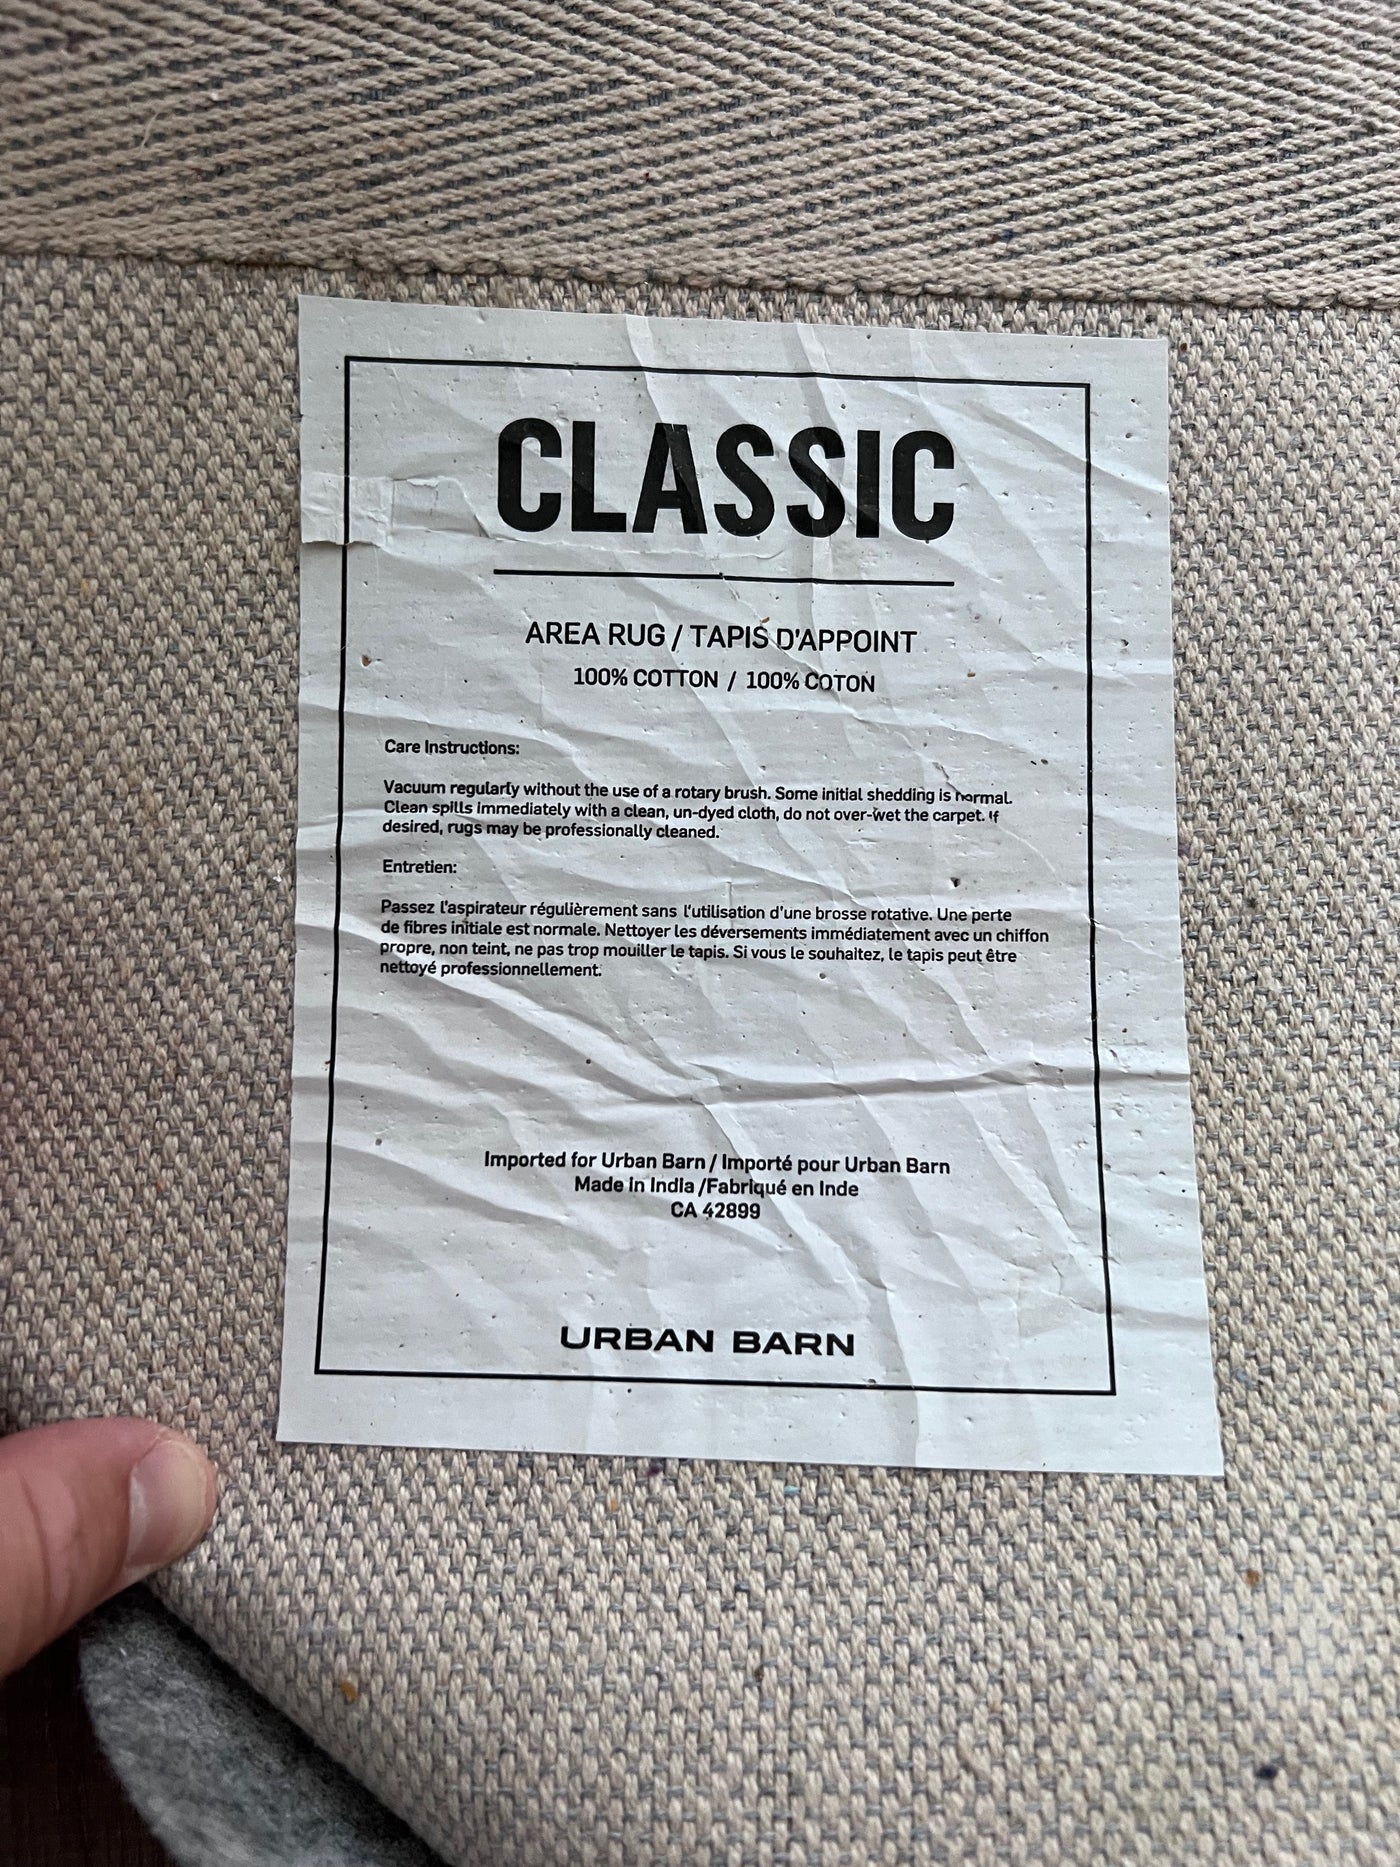 CLASSIC
AREA RUG / TAPIS D'APPOINT
100% COTTON / 100% COTON
Care Instructions:
Vacuum regularly without the use of a rotary brush. Some initial shedding is normal.
Clean spills immediately with a clean, un-dyed cloth, do not over-wet the carpet. If
desired, rugs may be professionally cleaned.
Entretien:
Passez l'aspirateur régulièrement sans l'utilisation d'une brosse rotative. Une perte
de fibres initiale est normale. Nettoyer les déversements immédiatement avec un chiffon
propre, non teint, ne pas trop mouiller le tapis. Si vous le souhaitez, le tapis peut être
nettoyé professionnellement.
Imported for Urban Barn / Importé pour Urban Barn
Made in India /Fabriqué en Inde
CA 42899
URBAN BARN